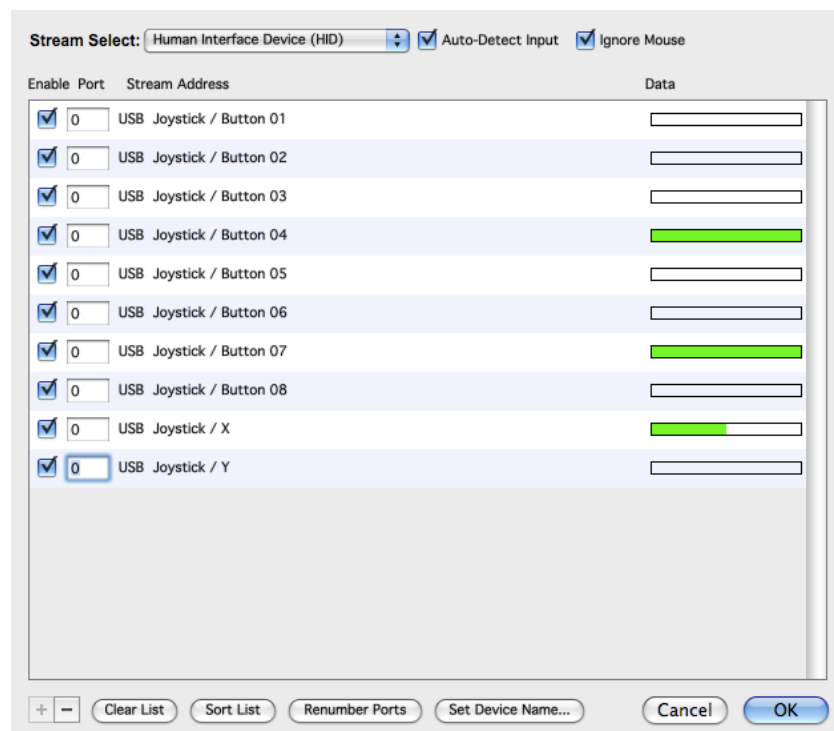 Stream Select: Human Interface Device (HID) Auto-Detect Input Ignore Mouse
Enable Port Stream Address Data
0 USB Joystick / Button 01
0 USB Joystick / Button 02
0 USB Joystick / Button 03
0 USB Joystick / Button 04
0 USB Joystick / Button 05
0 USB Joystick / Button 06
0 USB Joystick / Button 07
0 USB Joystick / Button 08
0 USB Joystick / X
0 USB Joystick / Y
+ − Clear List Sort List Renumber Ports Set Device Name... Cancel OK